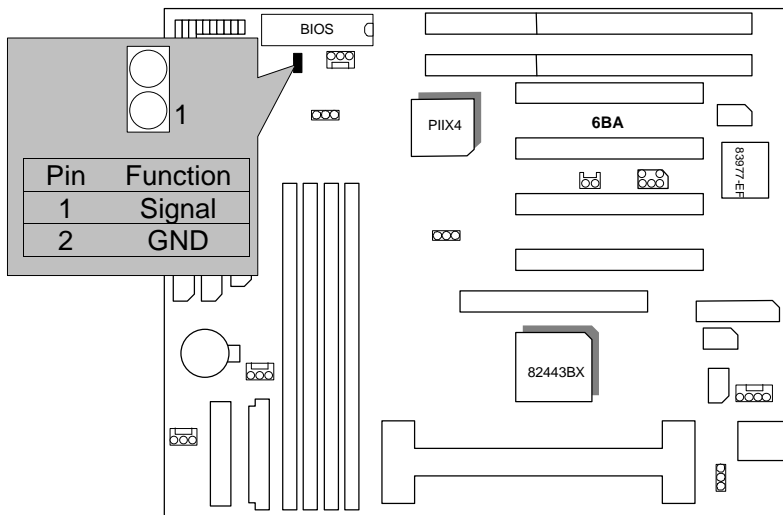 BIOS
1
PIIX4
6BA
83977-EF
Pin Function
1 Signal
2 GND
82443BX